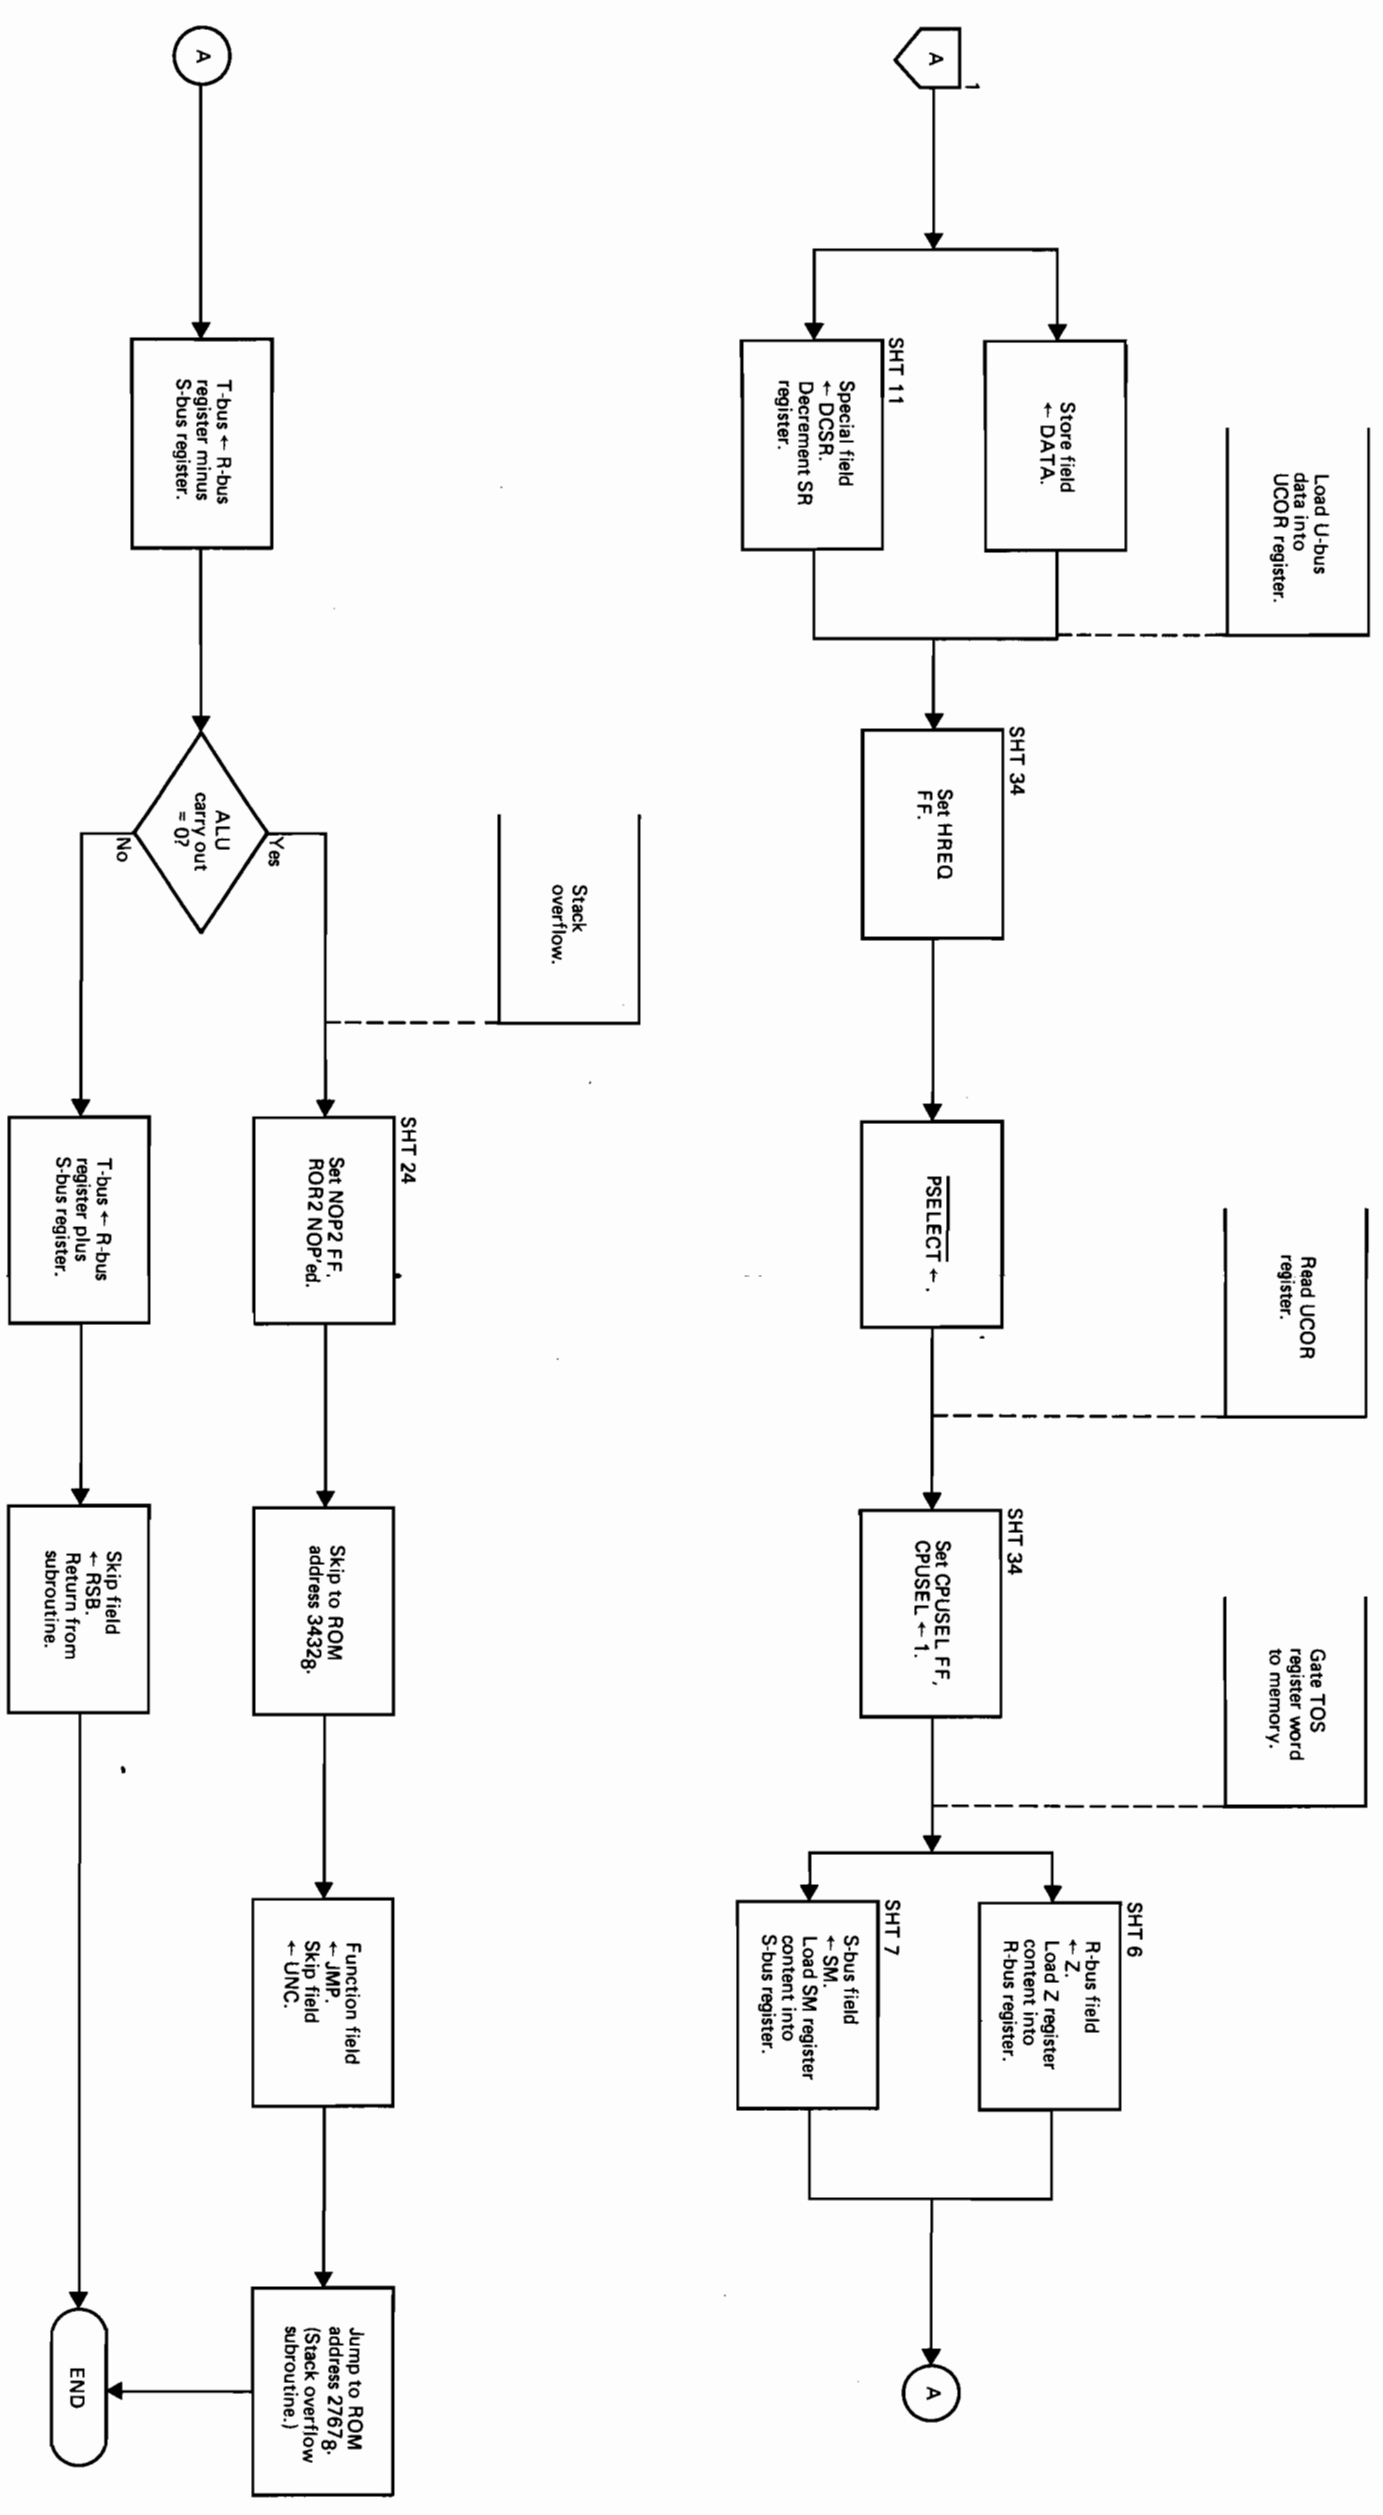 A
1
Load U-bus
data into
UCOR register.
Store field
← DATA.
SHT 11
Special field
← DCSR.
Decrement SR
register.
SHT 34
Set HREQ
FF.
Read UCOR
register.
PSELECT ← .
Gate TOS
register word
to memory.
SHT 34
Set CPUSEL FF,
CPUSEL ← 1.
SHT 6
R-bus field
← Z.
Load Z register
content into
R-bus register.
SHT 7
S-bus field
← SM.
Load SM register
content into
S-bus register.
A
A
T-bus ← R-bus
register minus
S-bus register.
ALU
carry out
= 0?
Yes
No
Stack
overflow.
SHT 24
Set NOP2 FF.
ROR2 NOP'ed.
Skip to ROM
address 3432₈.
Function field
← JMP.
Skip field
← UNC.
Jump to ROM
address 2767₈.
(Stack overflow
subroutine.)
T-bus ← R-bus
register plus
S-bus register.
Skip field
← RSB.
Return from
subroutine.
END